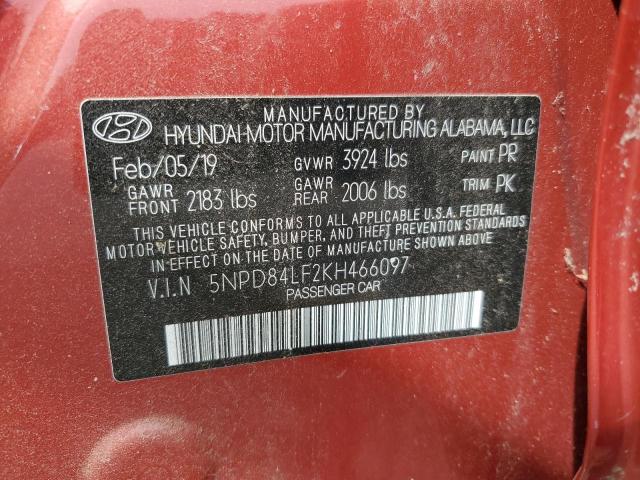 MANUFACTURED BY
HYUNDAI MOTOR MANUFACTURING ALABAMA, LLC
Feb/05/19 GVWR 3924 lbs PAINT PR
GAWR FRONT 2183 lbs GAWR REAR 2006 lbs TRIM PK
THIS VEHICLE CONFORMS TO ALL APPLICABLE U.S.A. FEDERAL
MOTOR VEHICLE SAFETY, BUMPER, AND THEFT PREVENTION STANDARDS
IN EFFECT ON THE DATE OF MANUFACTURE SHOWN ABOVE.
V.I.N 5NPD84LF2KH466097
PASSENGER CAR